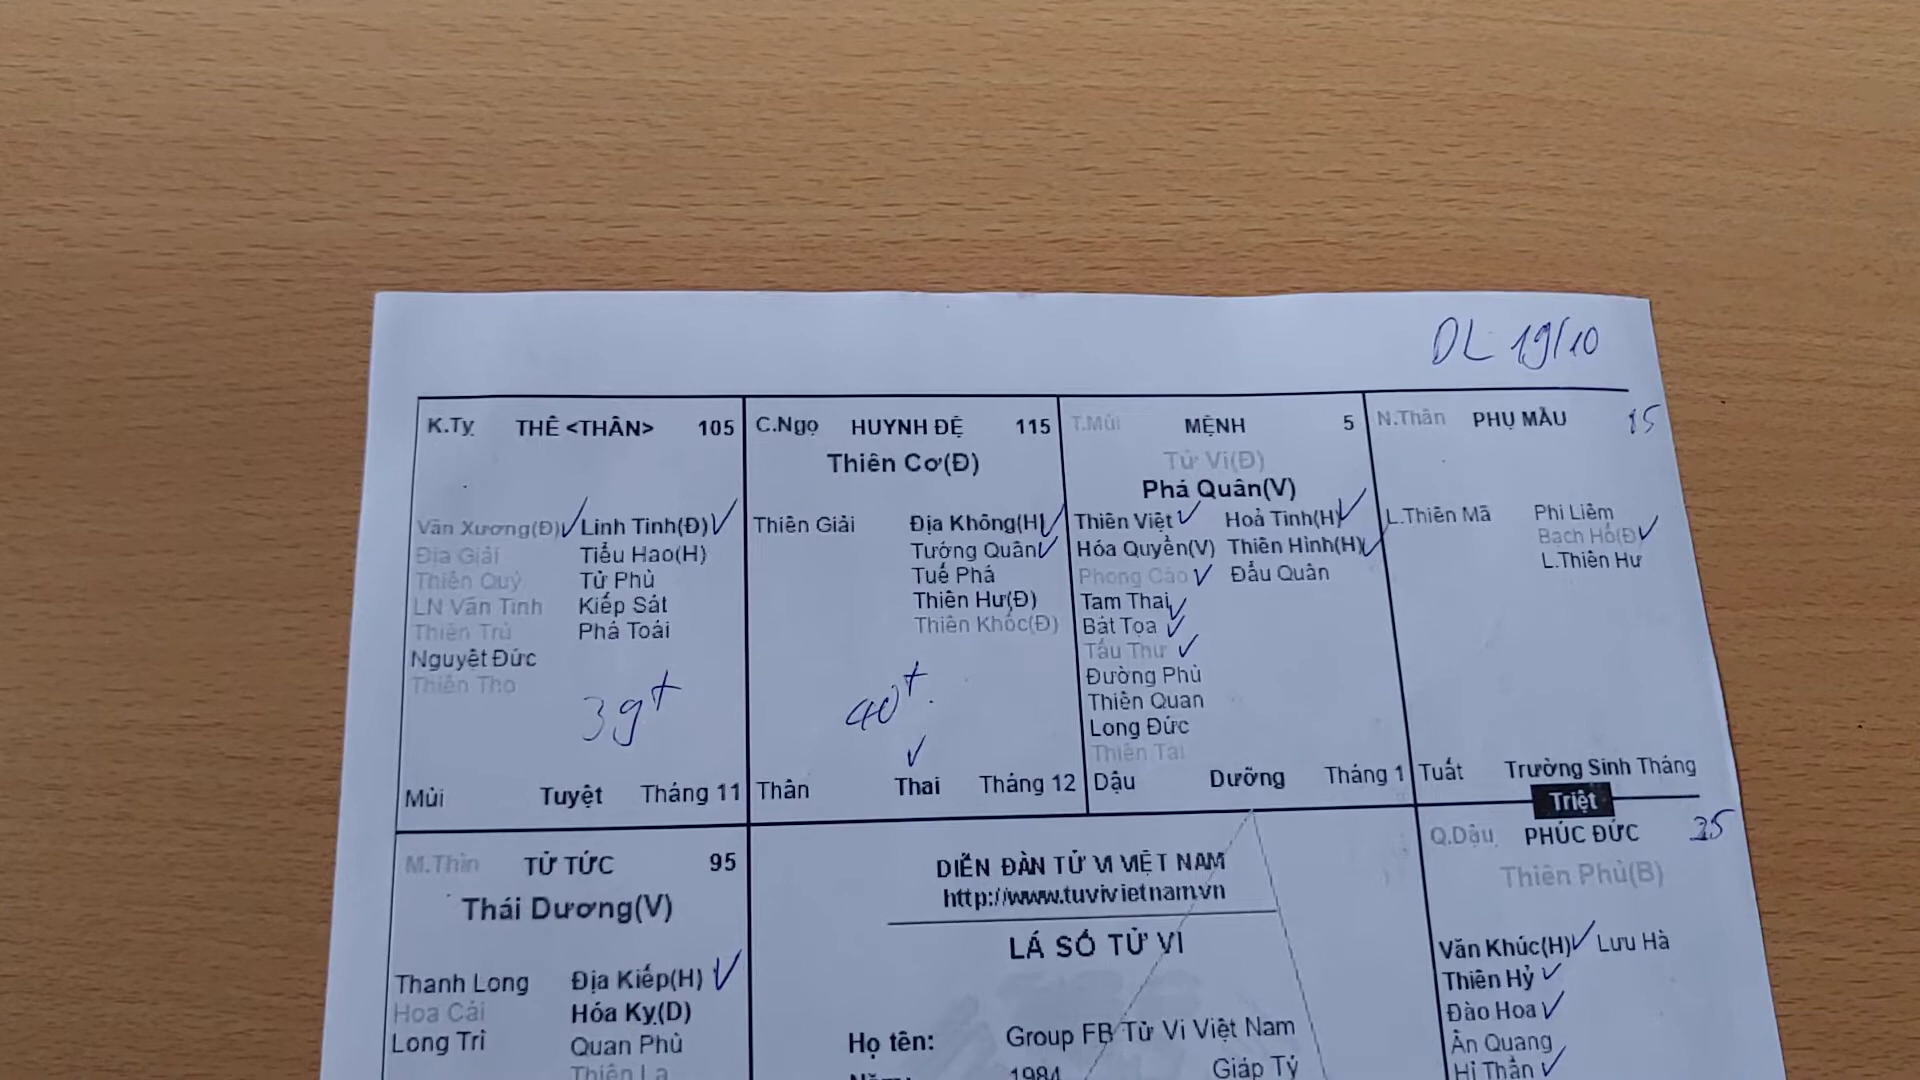 DL 19/10
K.Tỵ THÊ <THÂN> 105
Văn Xương(Đ) Linh Tinh(Đ)
Địa Giải Tiểu Hao(H)
Thiên Quý Tử Phù
LN Văn Tinh Kiếp Sát
Thiên Trù Phá Toái
Nguyệt Đức
Thiên Thọ
39+
Mùi Tuyệt Tháng 11
C.Ngọ HUYNH ĐỆ 115
Thiên Cơ(Đ)
Thiên Giải Địa Không(H)
Tướng Quân
Tuế Phá
Thiên Hư(Đ)
Thiên Khốc(Đ)
40+
Thân Thai Tháng 12
T.Mùi MỆNH 5
Tử Vi(Đ)
Phá Quân(V)
Thiên Việt Hoả Tinh(H)
Hóa Quyền(V) Thiên Hình(H)
Phong Cáo Đẩu Quân
Tam Thai
Bát Tọa
Tấu Thư
Đường Phù
Thiên Quan
Long Đức
Thiên Tài
Dậu Dưỡng Tháng 1
N.Thân PHỤ MẪU 15
L.Thiên Mã Phi Liêm
Bạch Hổ(Đ)
L.Thiên Hư
Tuất Trường Sinh Tháng
Triệt
M.Thìn TỬ TỨC 95
Thái Dương(V)
Thanh Long Địa Kiếp(H)
Hoa Cái Hóa Kỵ(D)
Long Trì Quan Phù
Thiên La
DIỄN ĐÀN TỬ VI VIỆT NAM
http://www.tuvivietnam.vn
LÁ SỐ TỬ VI
Họ tên: Group FB Tử Vi Việt Nam
Năm: 1984 Giáp Tý
Q.Dậu PHÚC ĐỨC 25
Thiên Phủ(B)
Văn Khúc(H) Lưu Hà
Thiên Hỷ
Đào Hoa
Ân Quang
Hỉ Thần